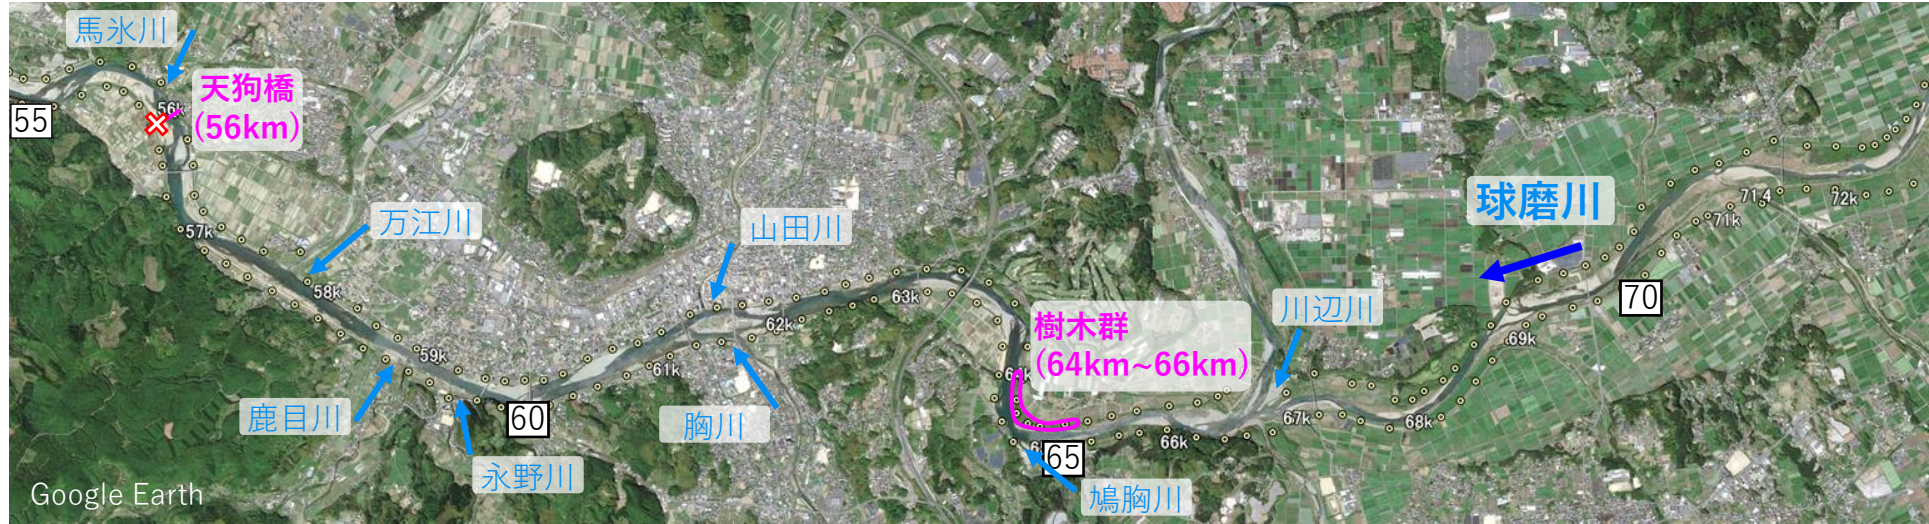 馬氷川
天狗橋
(56km)
56k
55
57k
万江川
58k
山田川
59k
60
61k
62k
63k
鹿目川
永野川
胸川
樹木群
(64km~66km)
65
鳩胸川
66k
川辺川
67k
68k
69k
70
球磨川
71k
71.4
72k
Google Earth